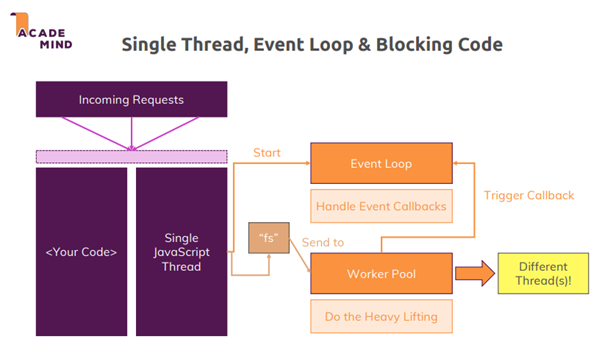 ACADE
MIND
Single Thread, Event Loop & Blocking Code
Incoming Requests
<Your Code>
Single
JavaScript
Thread
Start
Event Loop
Handle Event Callbacks
Trigger Callback
"fs"
Send to
Worker Pool
Different
Thread(s)!
Do the Heavy Lifting